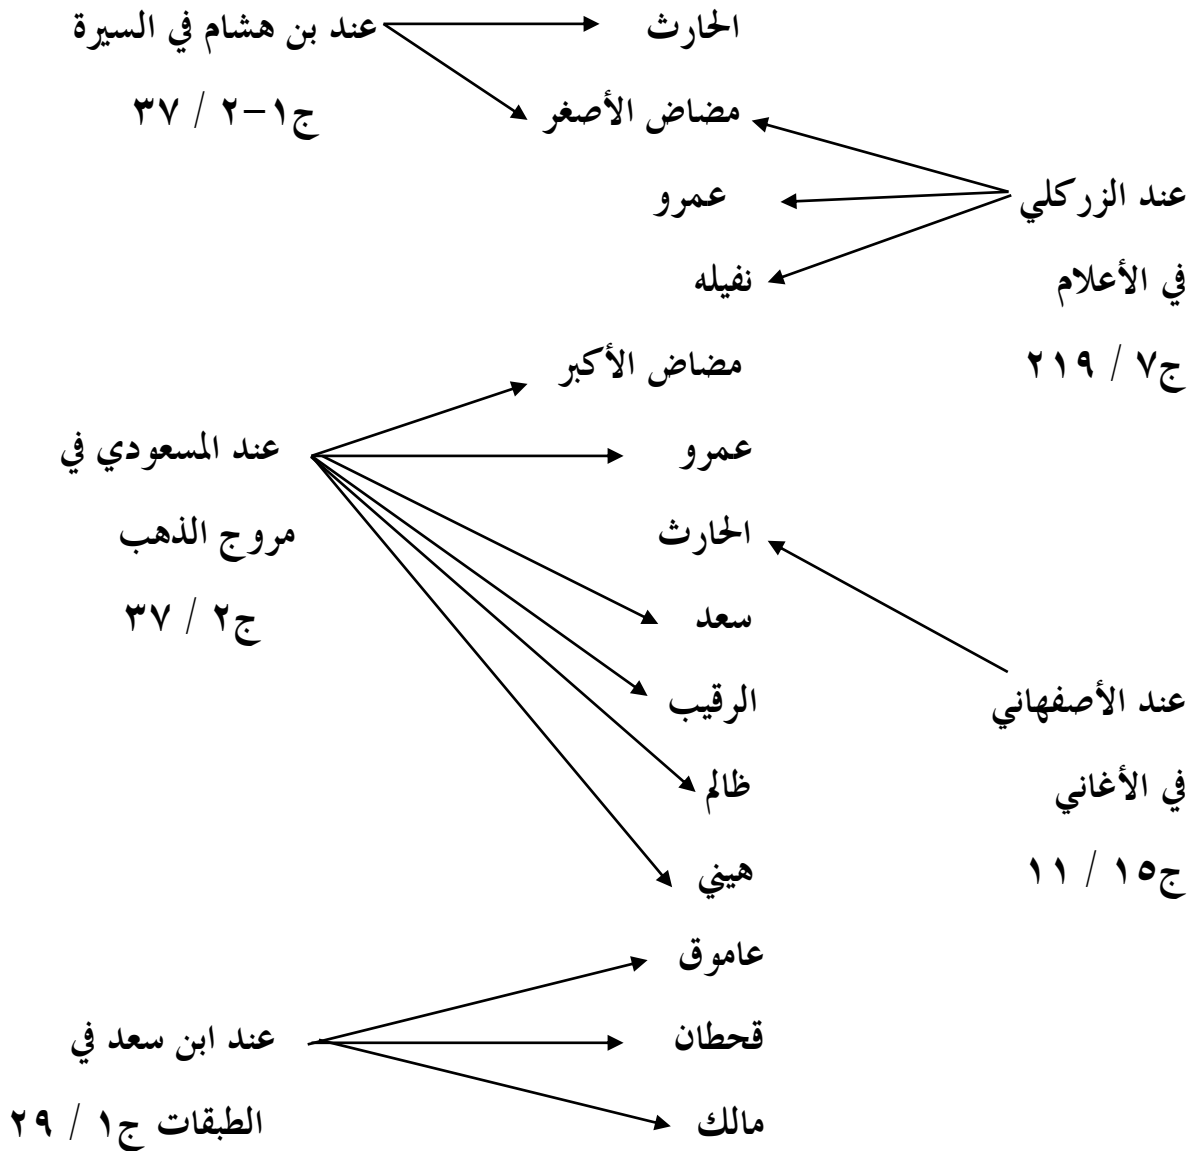 الحارث
عند بن هشام في السيرة
مضاض الأصغر
ج١-٢ / ٣٧
عند الزركلي
عمرو
في الأعلام
نفيله
ج٧ / ٢١٩
مضاض الأكبر
عمرو
عند المسعودي في
الحارث
مروج الذهب
سعد
ج٢ / ٣٧
عند الأصفهاني
الرقيب
في الأغاني
ظالم
ج١٥ / ١١
هيني
عاموق
قحطان
عند ابن سعد في
مالك
الطبقات ج١ / ٢٩